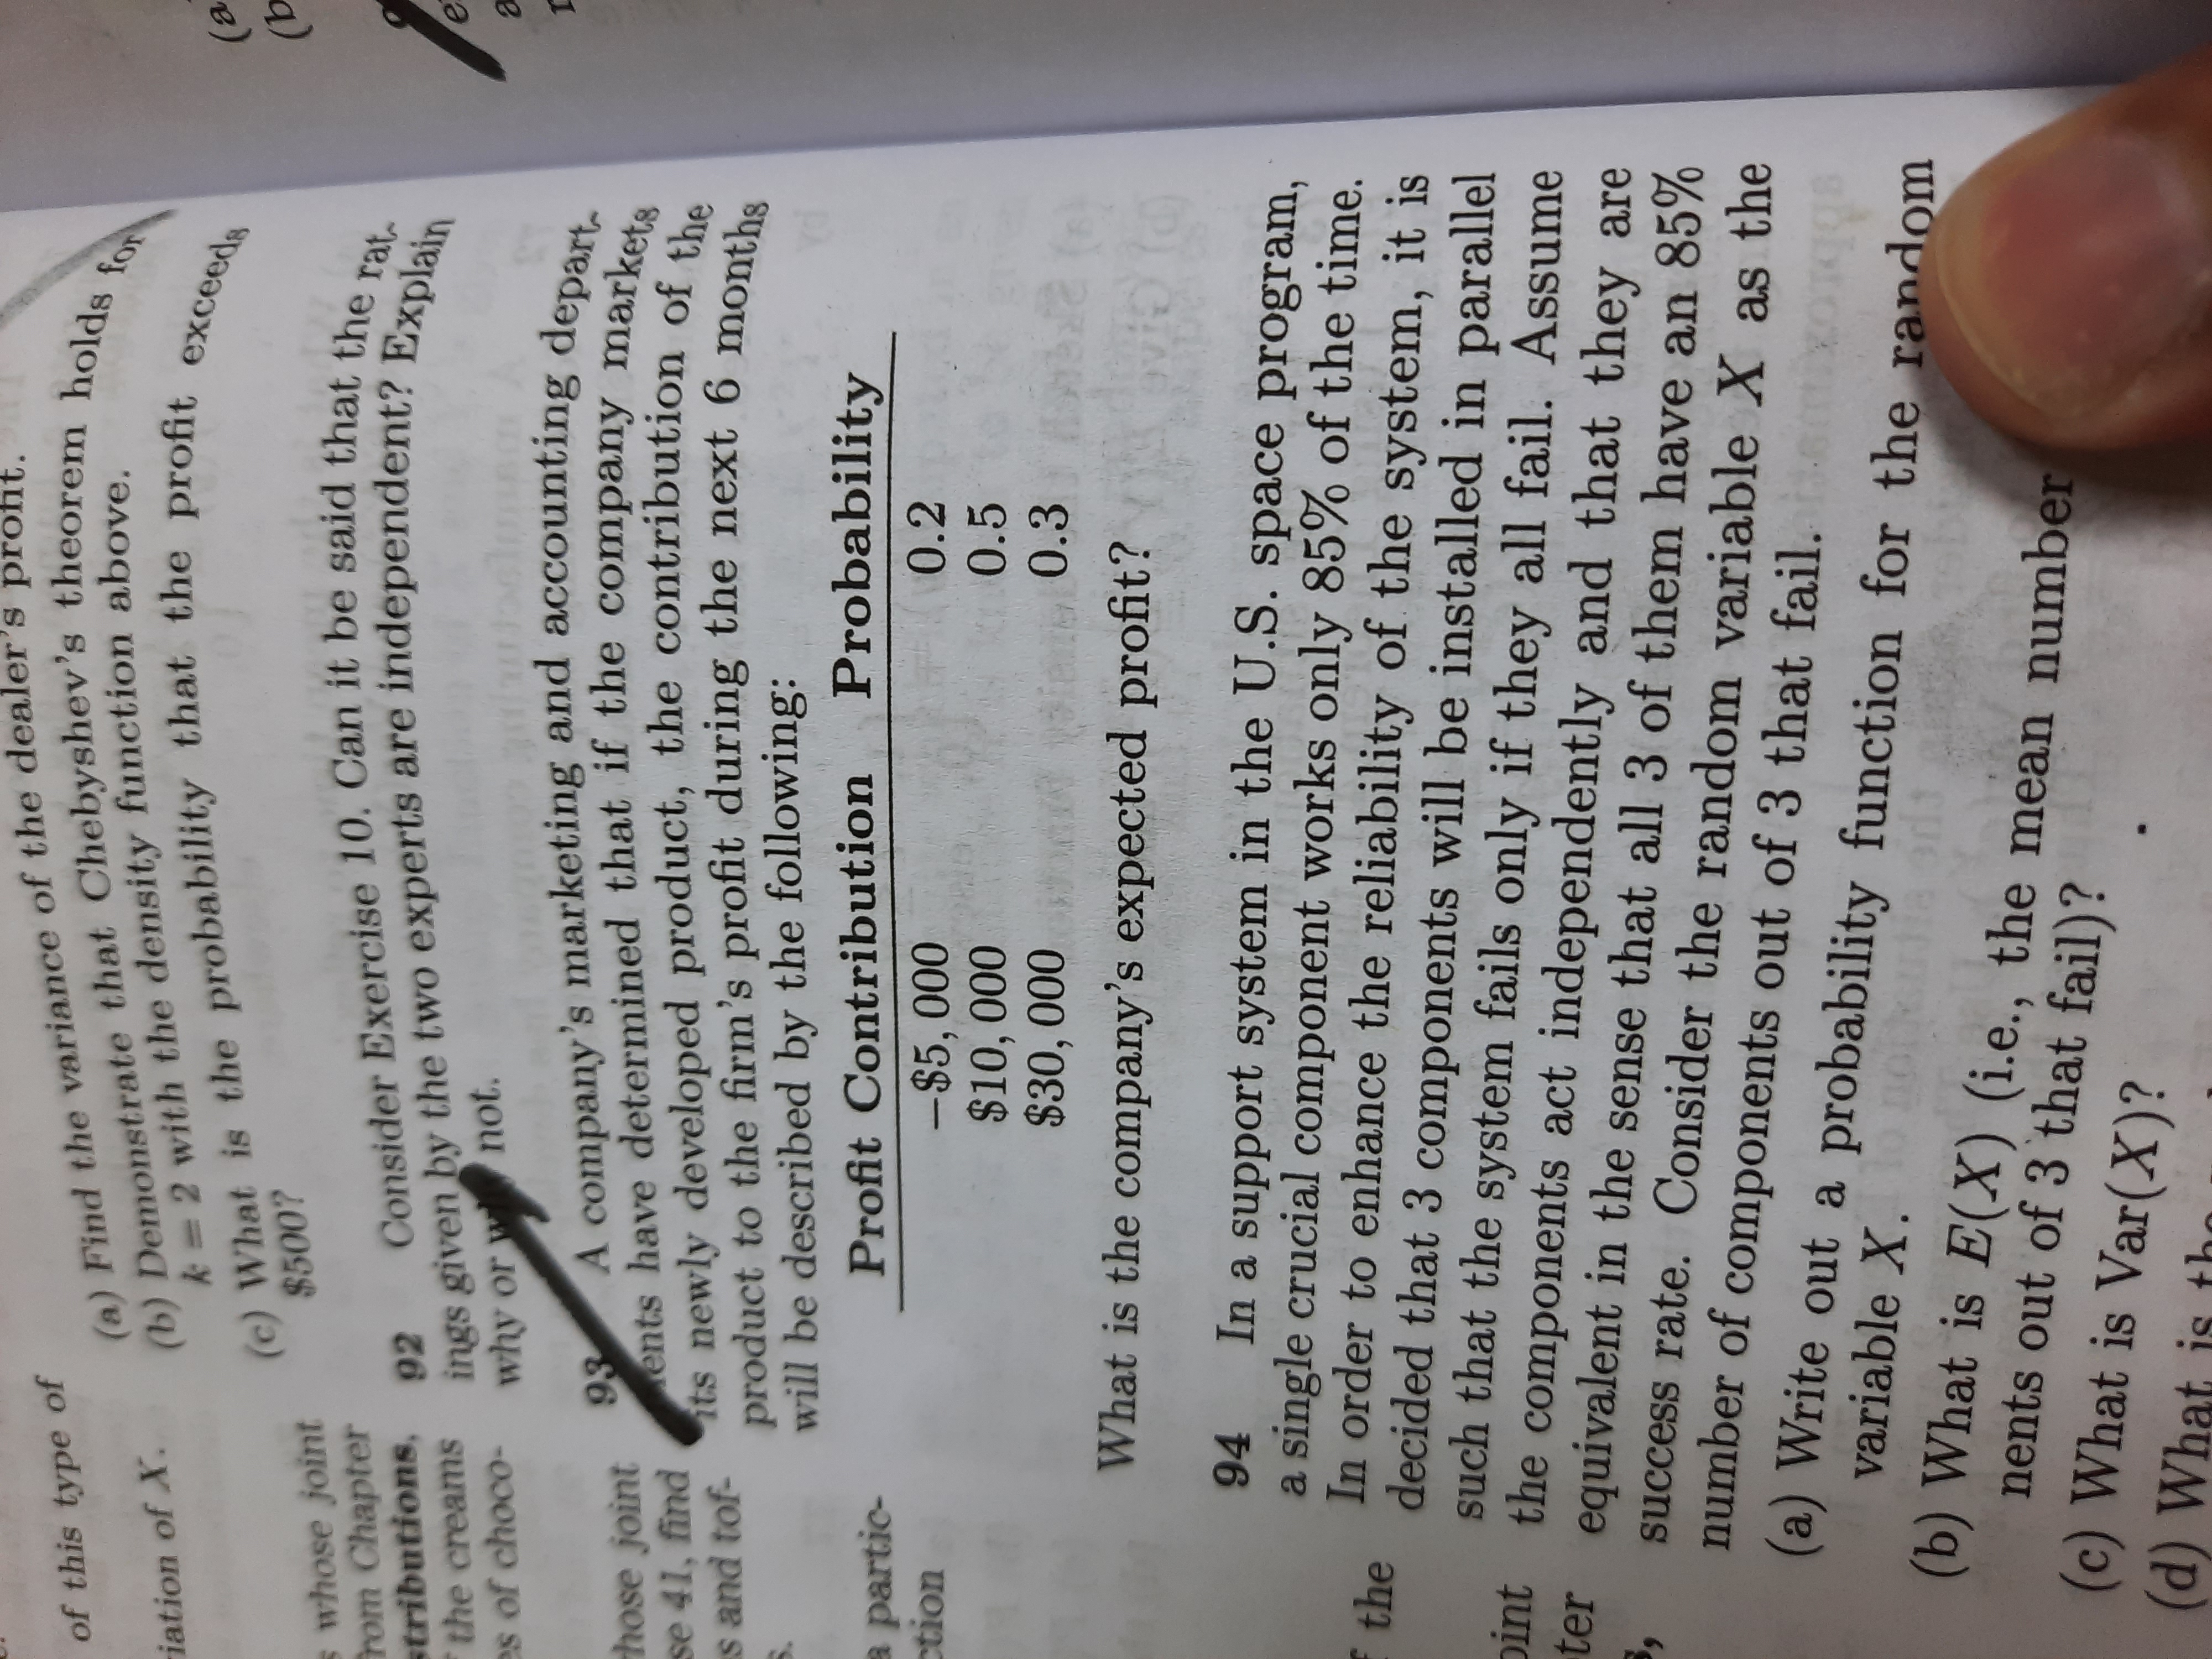 of this type of
iation of X.
s whose joint
rom Chapter
stributions,
the creams
es of choco-
hose joint
se 41, find
s and tof-
s.
a partic-
ction
f the
oint
ter
s,
(a) Find the variance of the dealer's profit.
(b) Demonstrate that Chebyshev's theorem holds for
k = 2 with the density function above.
(c) What is the probability that the profit exceeds
$500?
92 Consider Exercise 10. Can it be said that the rat-
ings given by the two experts are independent? Explain
why or why not.
93 A company's marketing and accounting depart-
ments have determined that if the company markets
its newly developed product, the contribution of the
product to the firm's profit during the next 6 months
will be described by the following:
Profit Contribution Probability
−$5,000 0.2
$10,000 0.5
$30,000 0.3
What is the company's expected profit?
94 In a support system in the U.S. space program,
a single crucial component works only 85% of the time.
In order to enhance the reliability of the system, it is
decided that 3 components will be installed in parallel
such that the system fails only if they all fail. Assume
the components act independently and that they are
equivalent in the sense that all 3 of them have an 85%
success rate. Consider the random variable X as the
number of components out of 3 that fail.
(a) Write out a probability function for the random
variable X.
(b) What is E(X) (i.e., the mean number
nents out of 3 that fail)?
(c) What is Var(X)?
(d) What is the
(a
(b